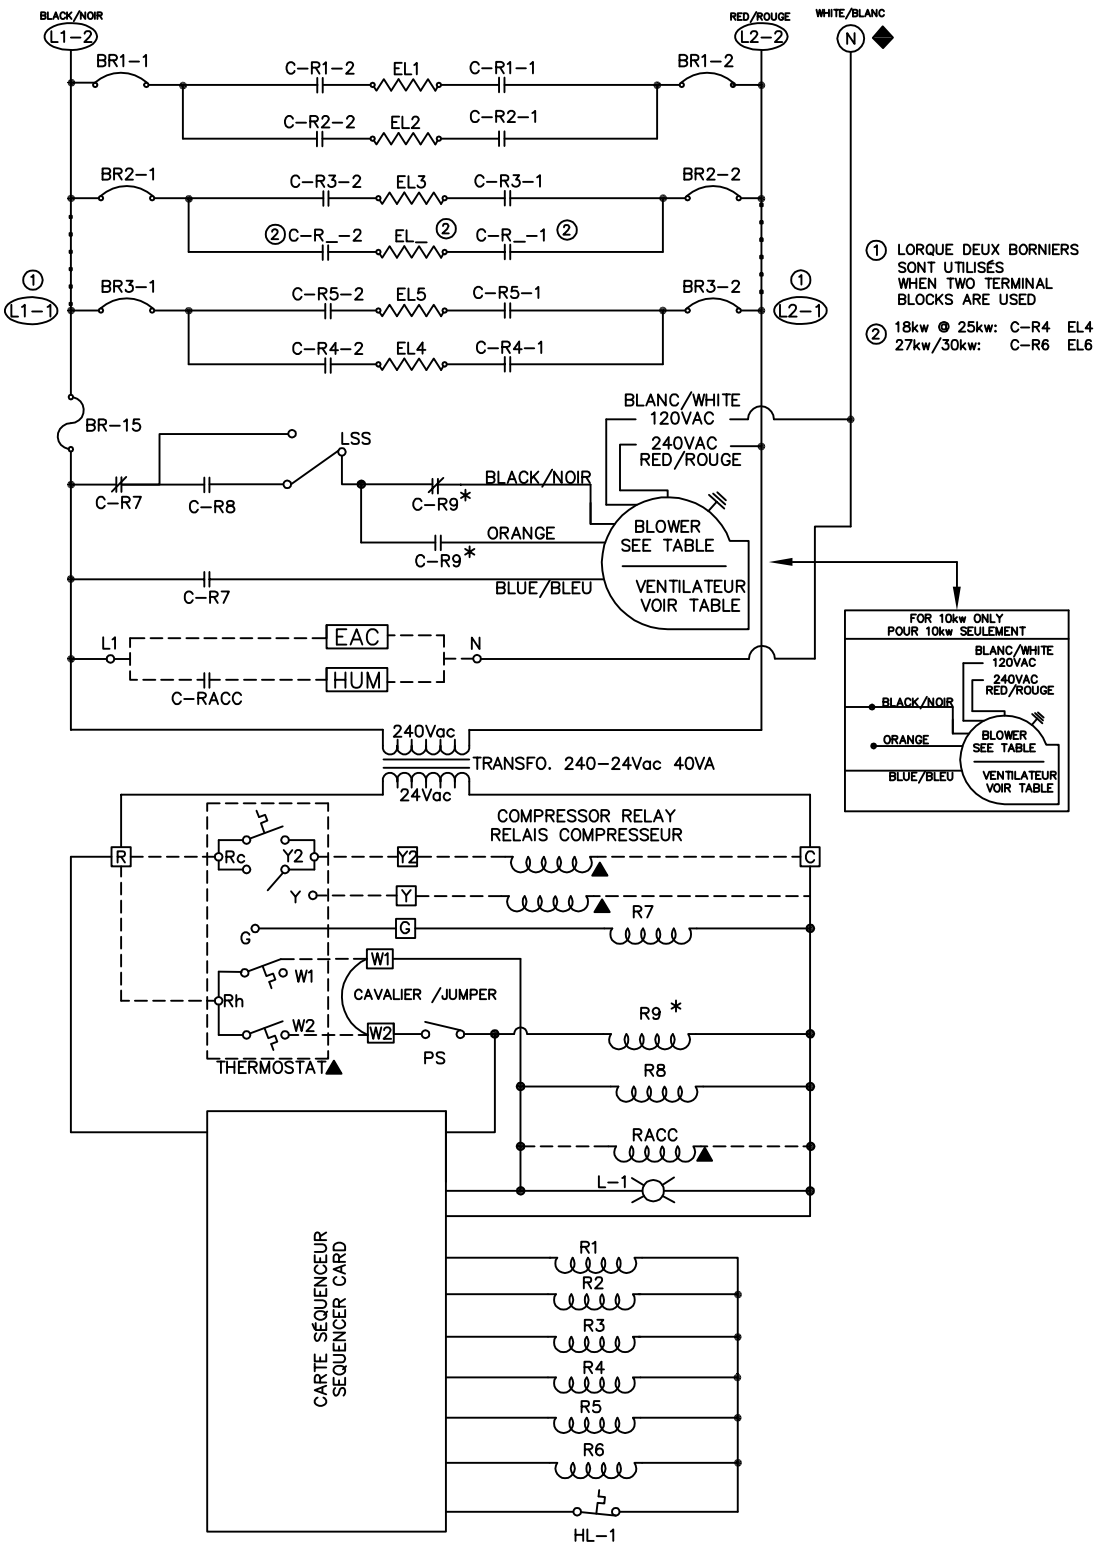 BLACK/NOIR
L1-2
RED/ROUGE
L2-2
WHITE/BLANC
N
BR1-1
C-R1-2
EL1
C-R1-1
BR1-2
C-R2-2
EL2
C-R2-1
BR2-1
C-R3-2
EL3
C-R3-1
BR2-2
2 C-R_-2
EL_ 2
C-R_-1 2
1
L1-1
BR3-1
C-R5-2
EL5
C-R5-1
BR3-2
1
L2-1
C-R4-2
EL4
C-R4-1
1 LORQUE DEUX BORNIERS
SONT UTILISÉS
WHEN TWO TERMINAL
BLOCKS ARE USED
2 18kw @ 25kw: C-R4 EL4
27kw/30kw: C-R6 EL6
BR-15
BLANC/WHITE
120VAC
240VAC
RED/ROUGE
LSS
C-R7
C-R8
C-R9*
BLACK/NOIR
C-R9*
ORANGE
C-R7
BLUE/BLEU
BLOWER
SEE TABLE
VENTILATEUR
VOIR TABLE
L1
EAC
N
C-RACC
HUM
FOR 10kw ONLY
POUR 10kw SEULEMENT
BLANC/WHITE
120VAC
240VAC
RED/ROUGE
BLACK/NOIR
ORANGE
BLUE/BLEU
BLOWER
SEE TABLE
VENTILATEUR
VOIR TABLE
240Vac
TRANSFO. 240-24Vac 40VA
24Vac
COMPRESSOR RELAY
RELAIS COMPRESSEUR
R
Rc
Y2
Y2
C
Y
Y
G
G
R7
W1
W1
Rh
CAVALIER /JUMPER
W2
W2
PS
R9 *
THERMOSTAT
R8
RACC
L-1
CARTE SÉQUENCEUR
SEQUENCER CARD
R1
R2
R3
R4
R5
R6
HL-1